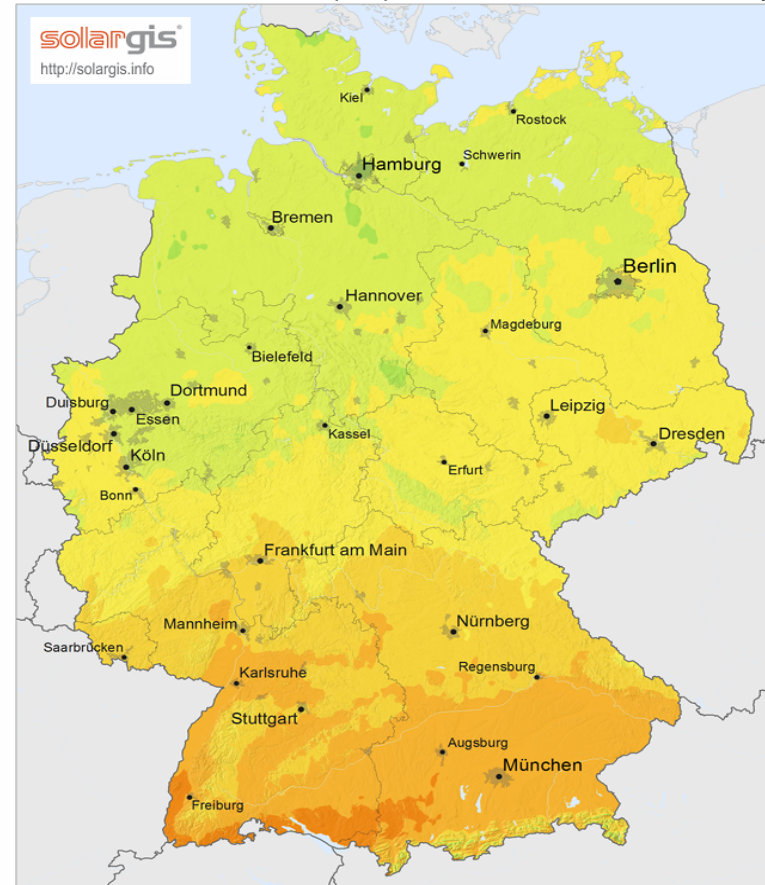 solargis
http://solargis.info
Kiel
Rostock
Schwerin
Hamburg
Bremen
Berlin
Hannover
Magdeburg
Bielefeld
Dortmund
Duisburg
Essen
Leipzig
Kassel
Dresden
Düsseldorf
Köln
Erfurt
Bonn
Frankfurt am Main
Mannheim
Nürnberg
Saarbrücken
Regensburg
Karlsruhe
Stuttgart
Augsburg
München
Freiburg